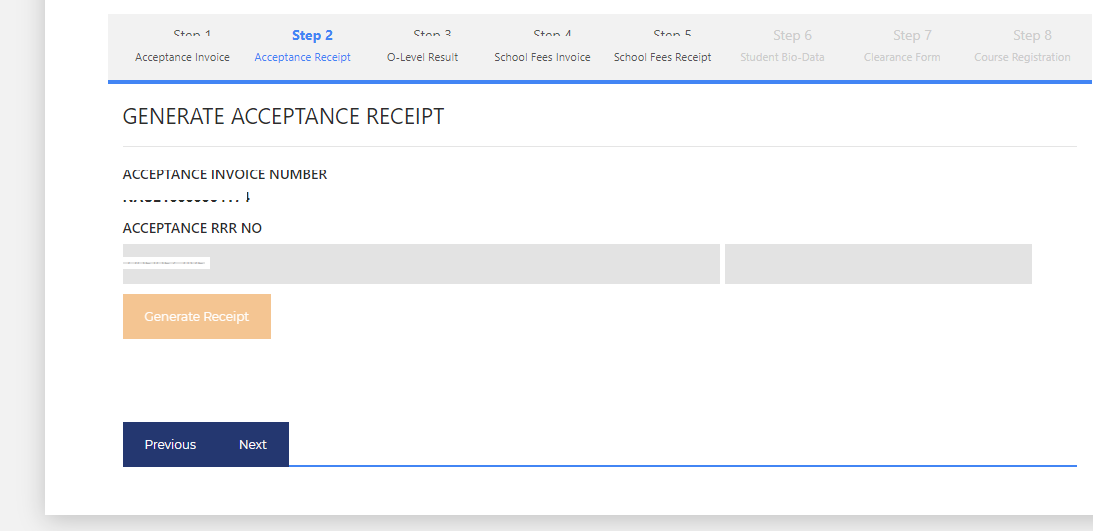 Step 1 Step 2 Step 3 Step 4 Step 5 Step 6 Step 7 Step 8
Acceptance Invoice Acceptance Receipt O-Level Result School Fees Invoice School Fees Receipt Student Bio-Data Clearance Form Course Registration
GENERATE ACCEPTANCE RECEIPT
ACCEPTANCE INVOICE NUMBER
ACCEPTANCE RRR NO
Generate Receipt
Previous Next